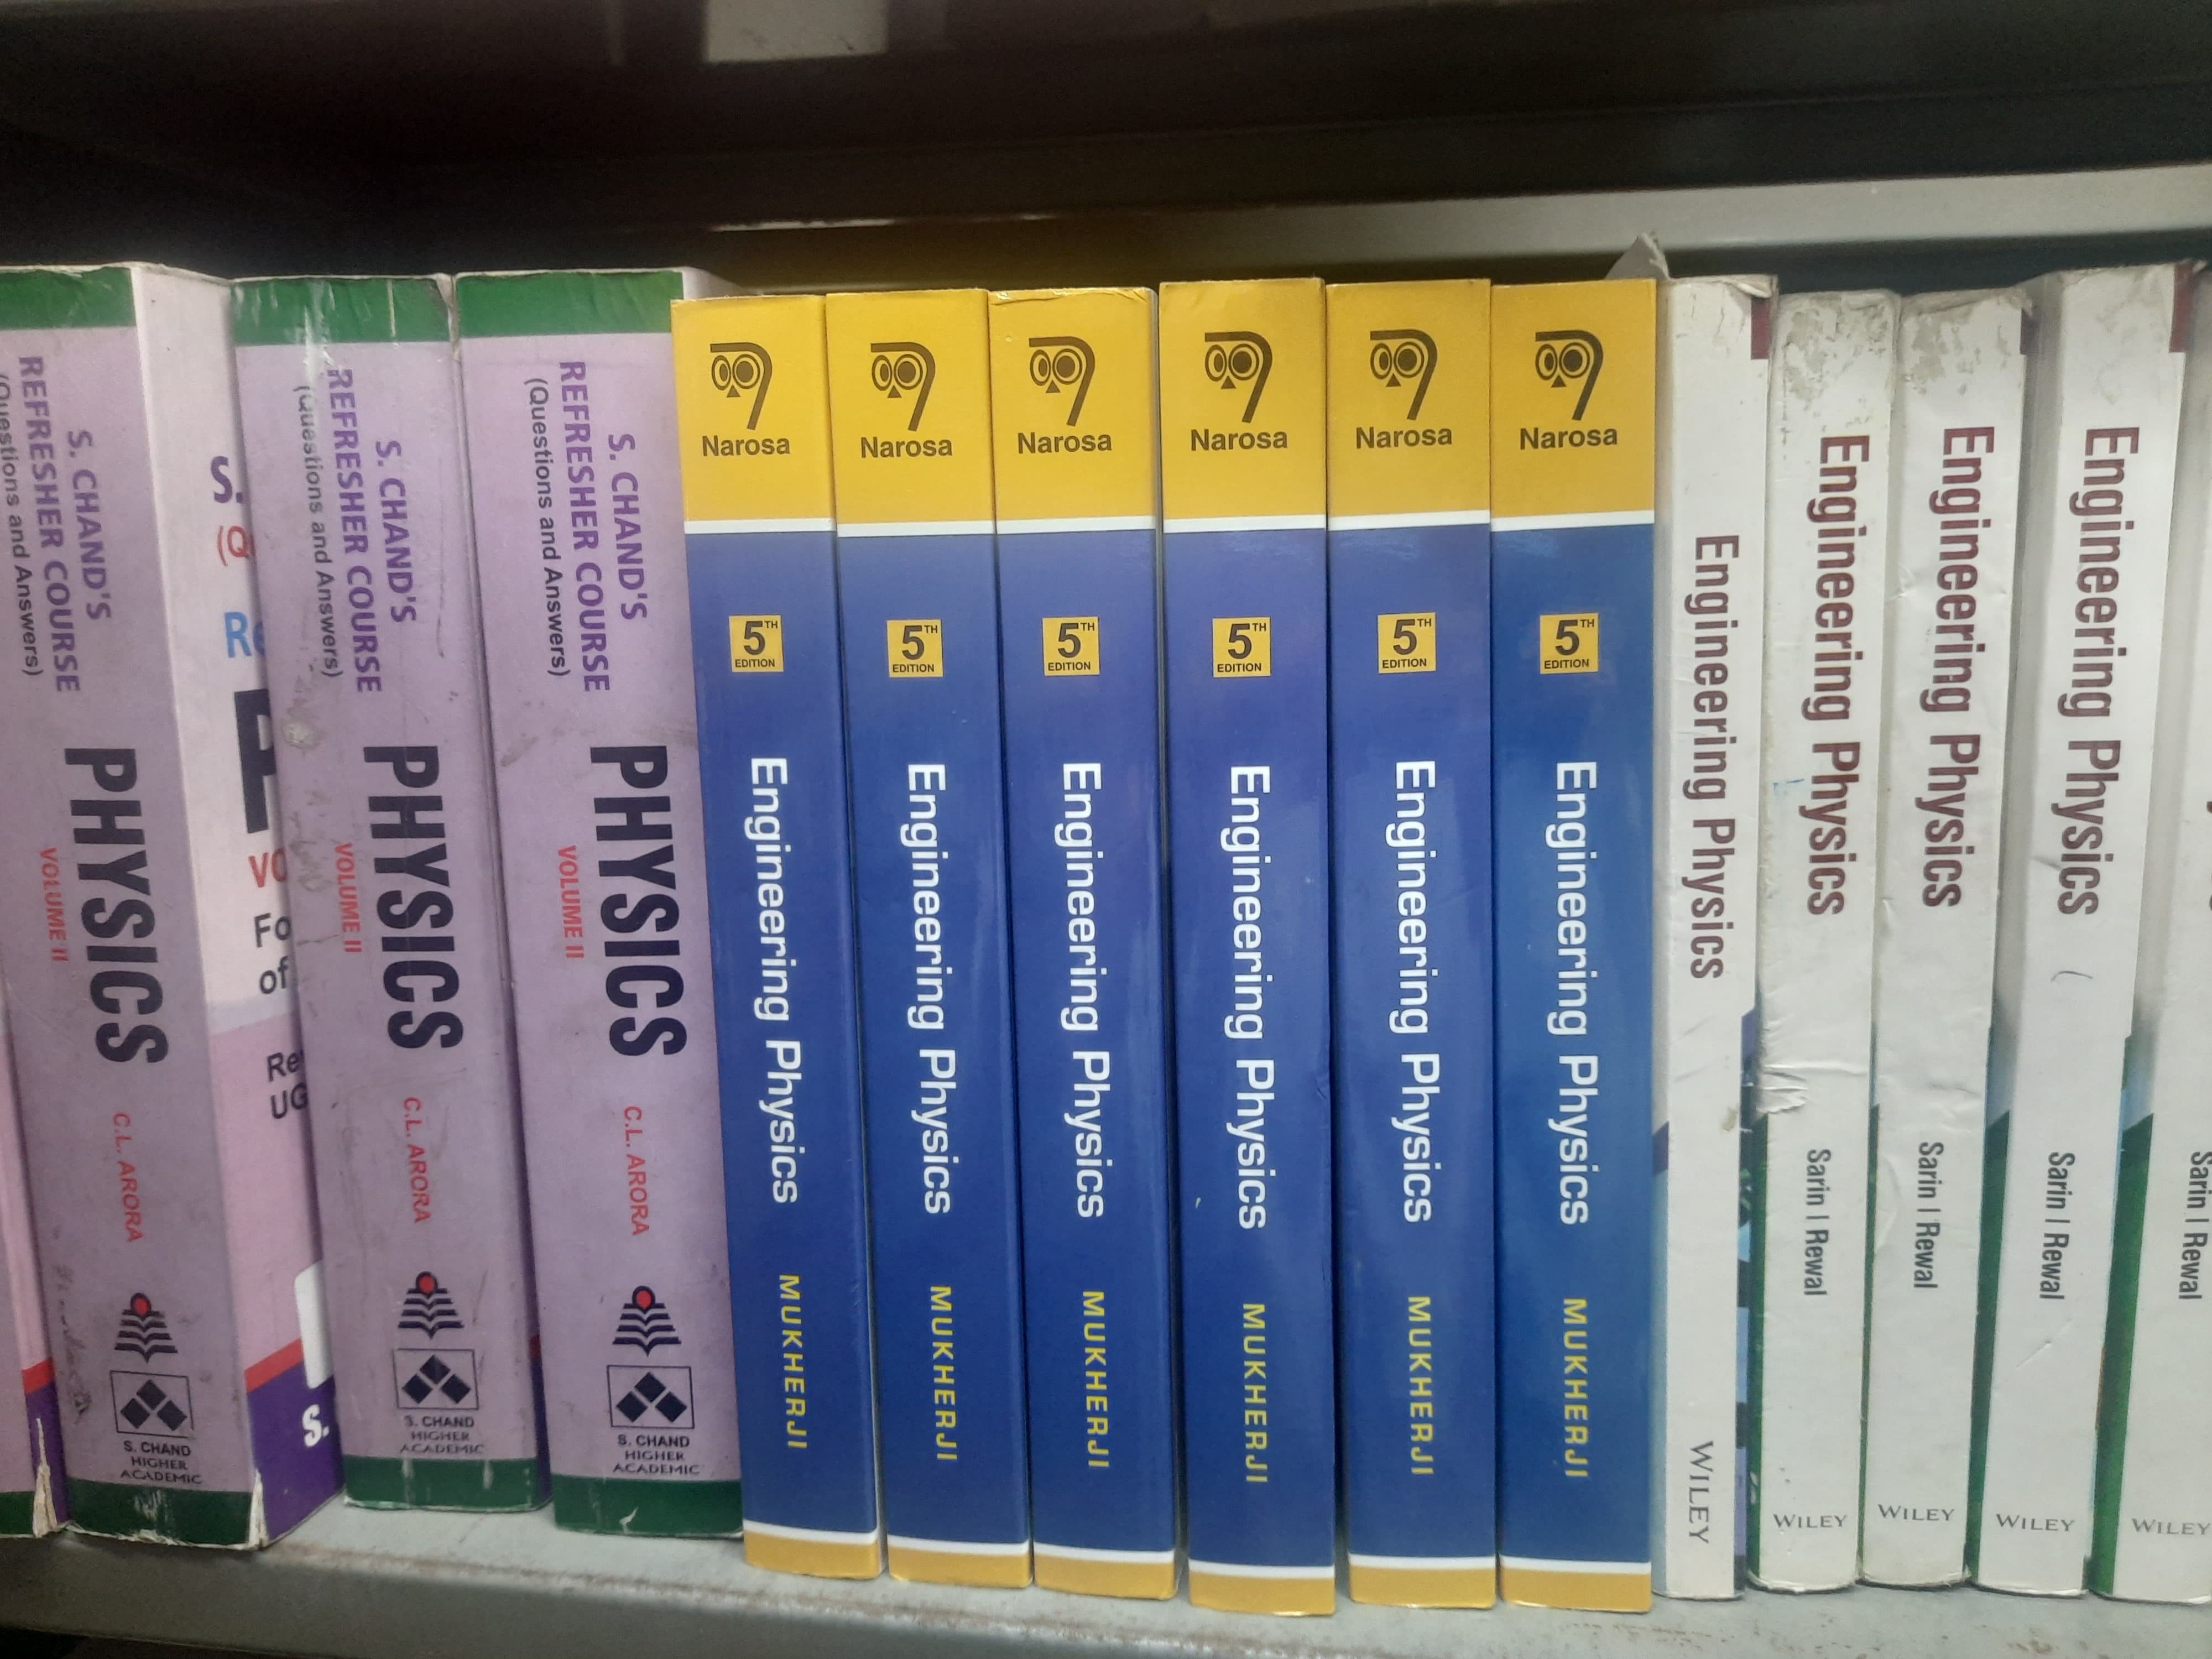 S. CHAND'S
REFRESHER COURSE
(Questions and Answers)
PHYSICS
VOLUME II
C.L. ARORA
S. CHAND
HIGHER
ACADEMIC
S.
Fo
of
S.
S. CHAND'S
REFRESHER COURSE
(Questions and Answers)
PHYSICS
VOLUME II
C.L. ARORA
S. CHAND
HIGHER
ACADEMIC
S. CHAND'S
REFRESHER COURSE
(Questions and Answers)
PHYSICS
VOLUME II
C.L. ARORA
S. CHAND
HIGHER
ACADEMIC
Narosa
5TH
EDITION
Engineering Physics
MUKHERJI
Narosa
5TH
EDITION
Engineering Physics
MUKHERJI
Narosa
5TH
EDITION
Engineering Physics
MUKHERJI
Narosa
5TH
EDITION
Engineering Physics
MUKHERJI
Narosa
5TH
EDITION
Engineering Physics
MUKHERJI
Narosa
5TH
EDITION
Engineering Physics
MUKHERJI
Engineering Physics
WILEY
Engineering Physics
Sarin | Rewal
WILEY
Engineering Physics
Sarin | Rewal
WILEY
Engineering Physics
Sarin | Rewal
WILEY
Sarin | Rewal
WILEY